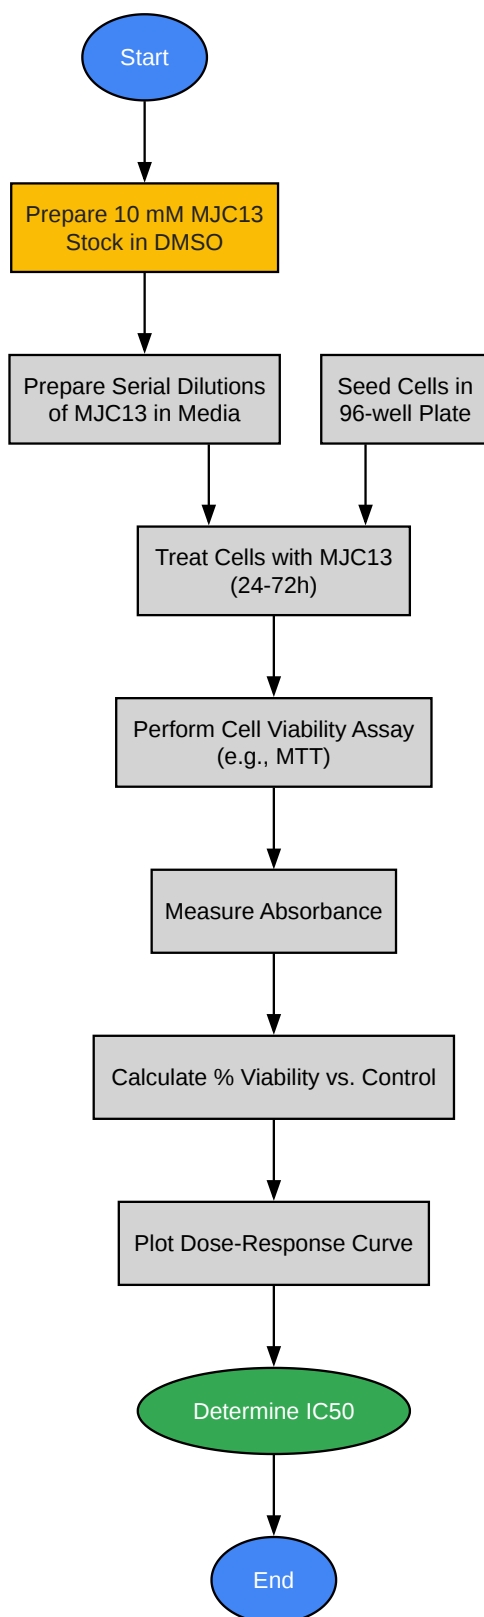 Start
Prepare 10 mM MJC13
Stock in DMSO
Prepare Serial Dilutions
of MJC13 in Media
Seed Cells in
96-well Plate
Treat Cells with MJC13
(24-72h)
Perform Cell Viability Assay
(e.g., MTT)
Measure Absorbance
Calculate % Viability vs. Control
Plot Dose-Response Curve
Determine IC50
End